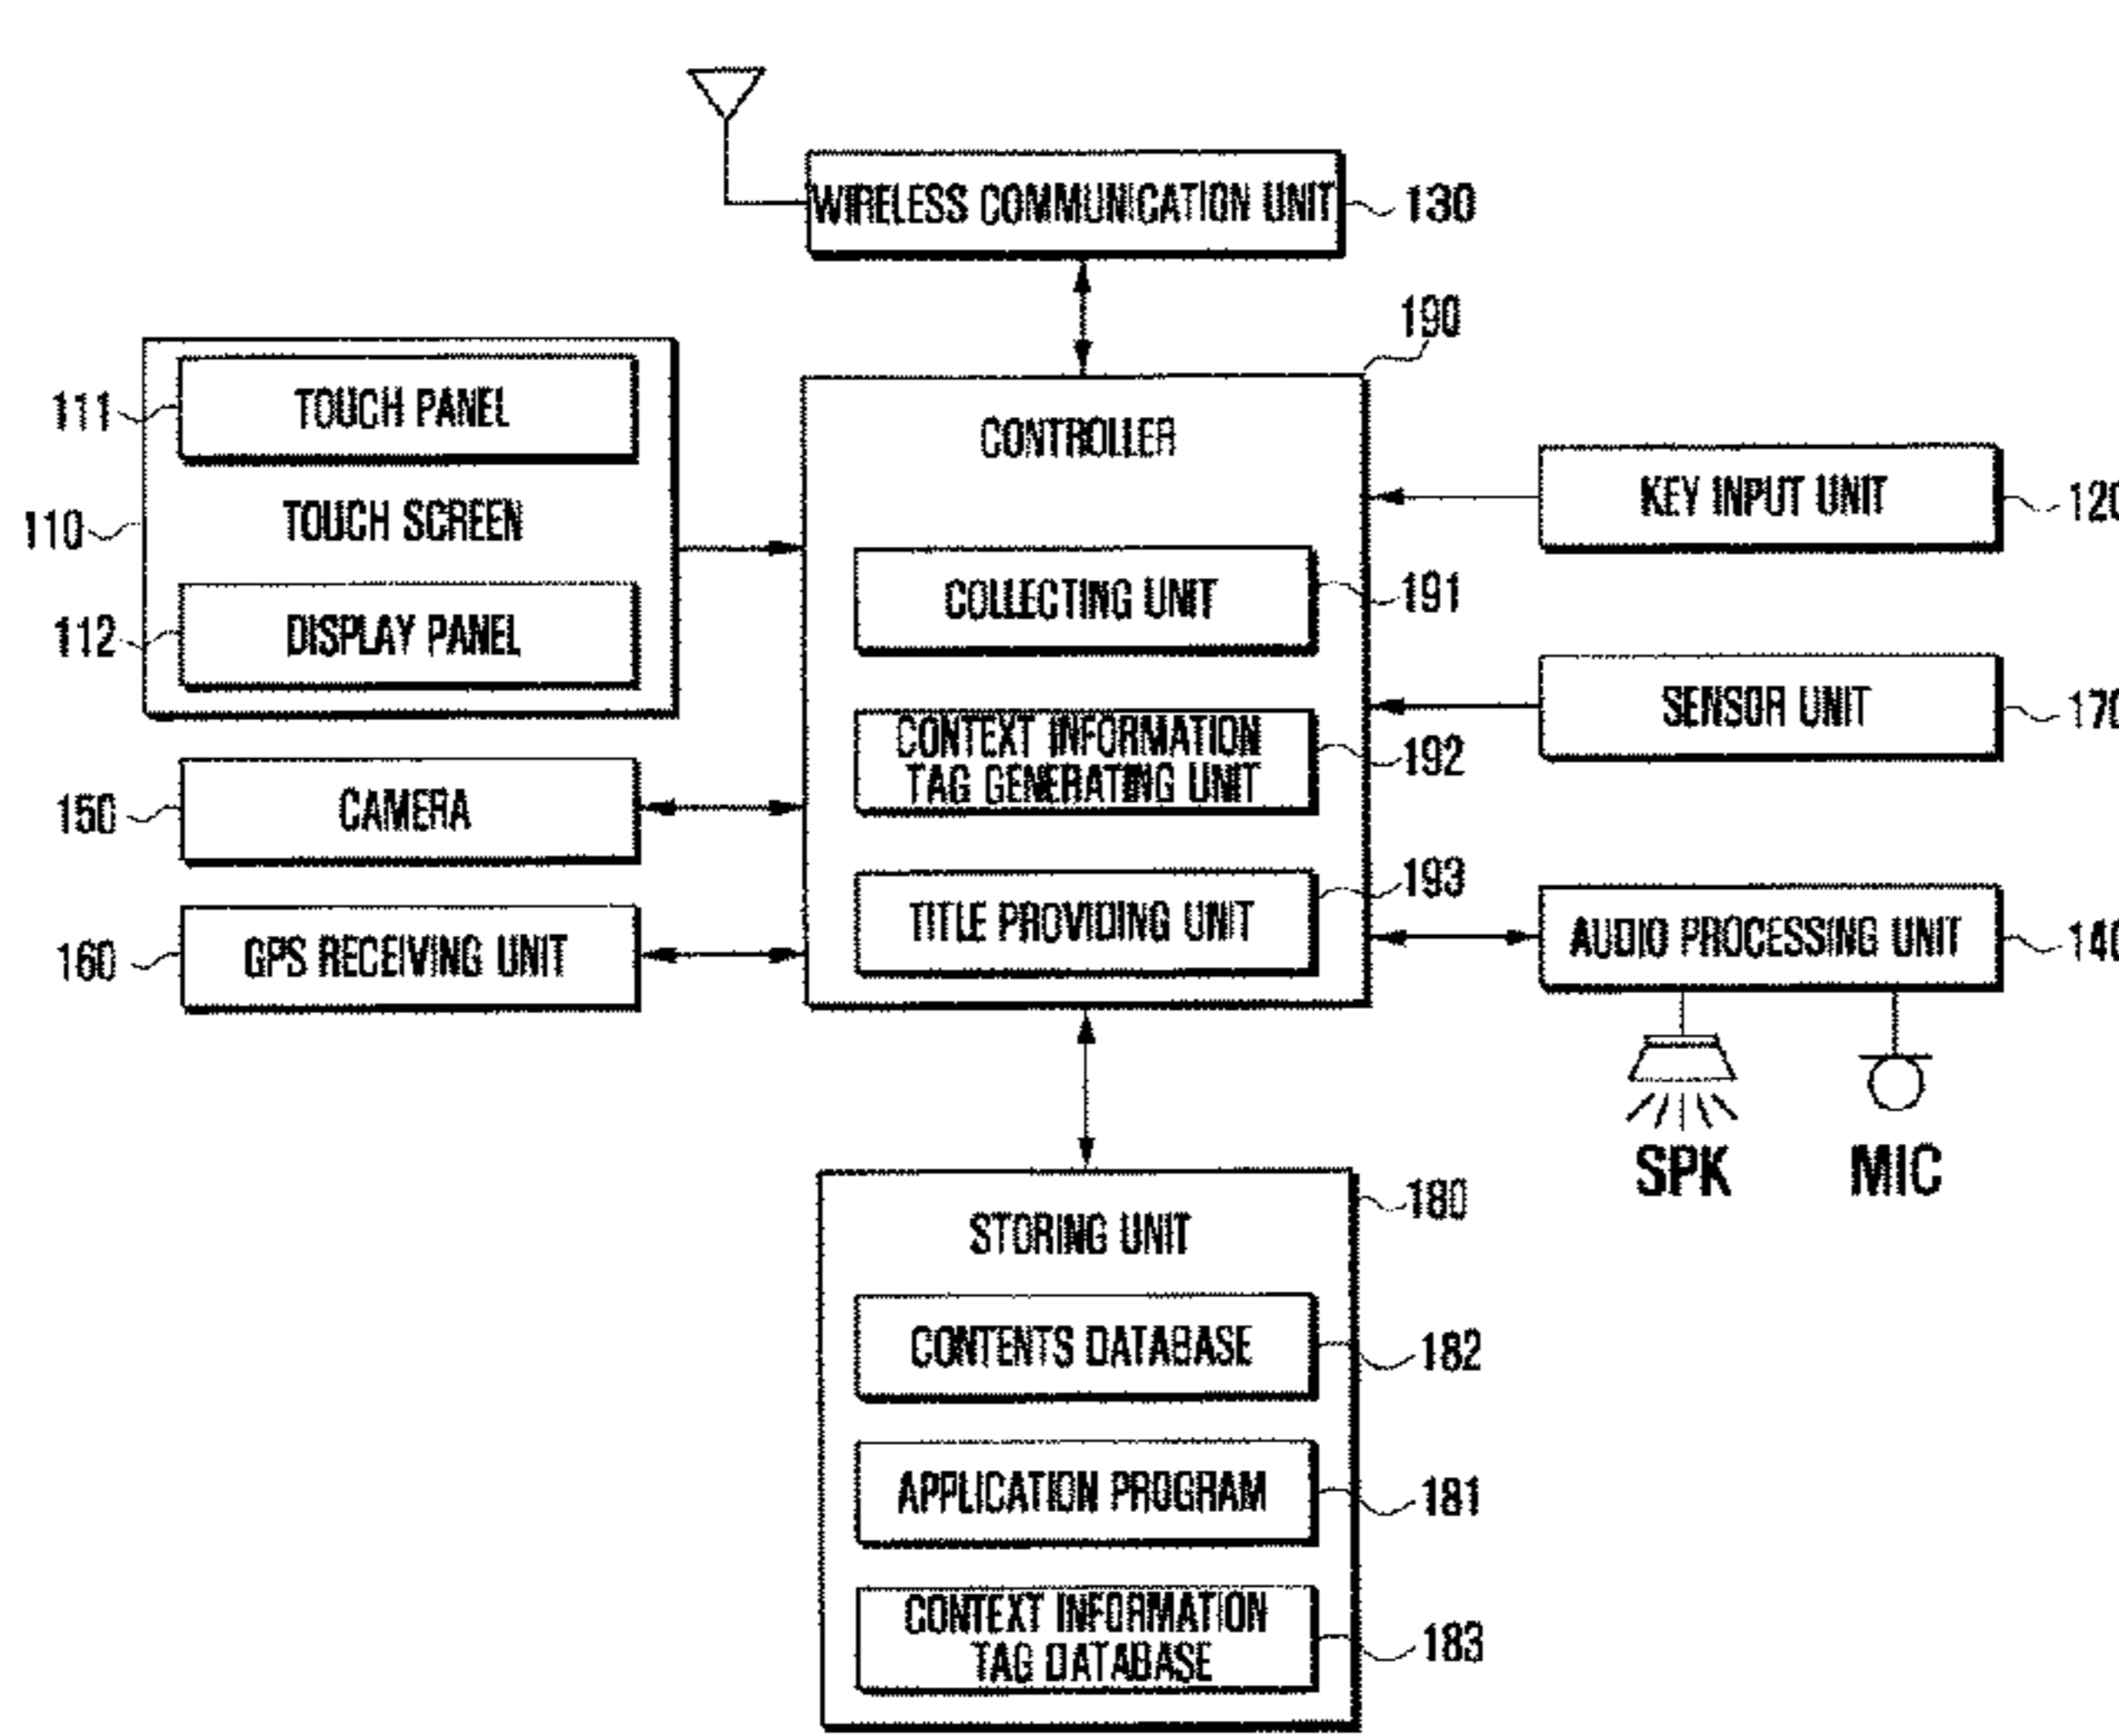 WIRELESS COMMUNICATION UNIT
130
190
CONTROLLER
111
TOUCH PANEL
110
TOUCH SCREEN
112
DISPLAY PANEL
150
CAMERA
160
GPS RECEIVING UNIT
COLLECTING UNIT
191
CONTEXT INFORMATION
TAG GENERATING UNIT
192
TITLE PROVIDING UNIT
193
KEY INPUT UNIT
120
SENSOR UNIT
170
AUDIO PROCESSING UNIT
140
SPK
MIC
STORING UNIT
180
CONTENTS DATABASE
182
APPLICATION PROGRAM
181
CONTEXT INFORMATION
TAG DATABASE
183